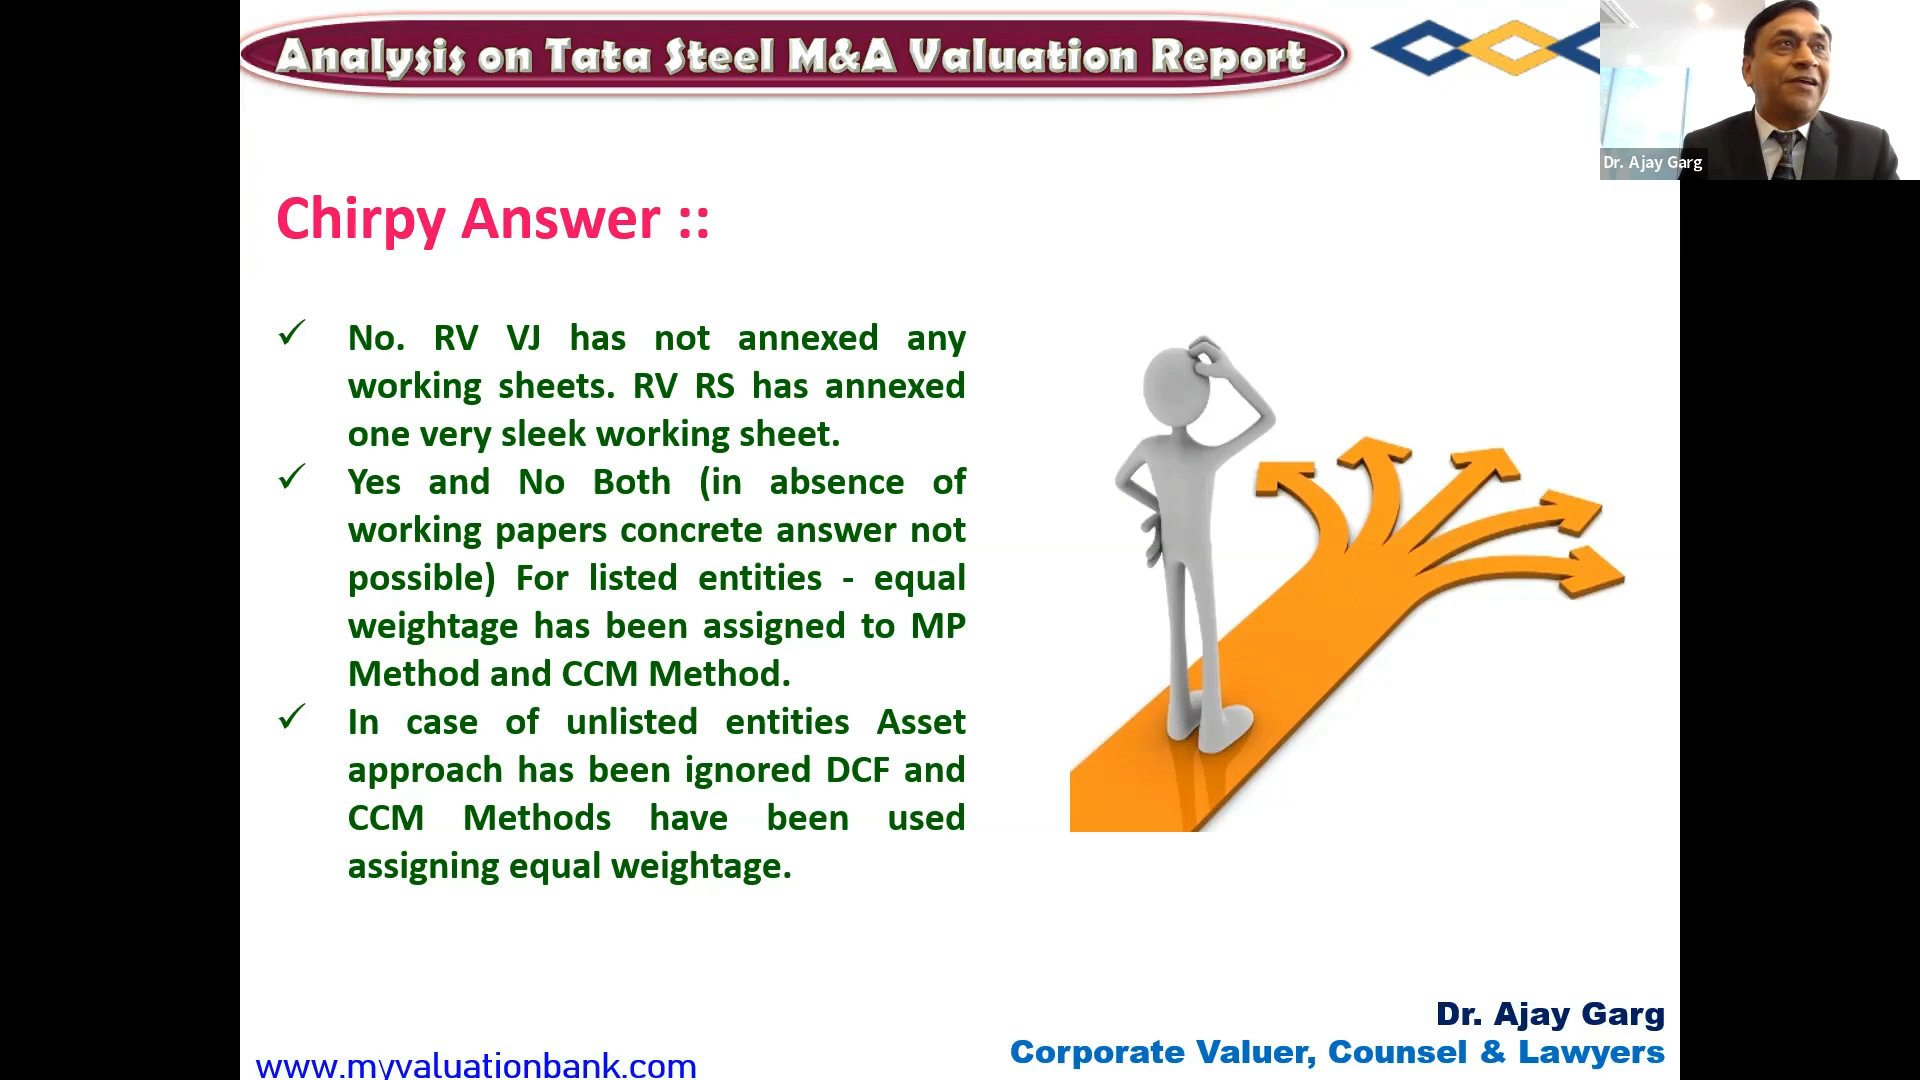 Analysis on Tata Steel M&A Valuation Report
Dr. Ajay Garg
Chirpy Answer ::
✓ No. RV VJ has not annexed any
working sheets. RV RS has annexed
one very sleek working sheet.
✓ Yes and No Both (in absence of
working papers concrete answer not
possible) For listed entities - equal
weightage has been assigned to MP
Method and CCM Method.
✓ In case of unlisted entities Asset
approach has been ignored DCF and
CCM Methods have been used
assigning equal weightage.
Dr. Ajay Garg
Corporate Valuer, Counsel & Lawyers
www.myvaluationbank.com